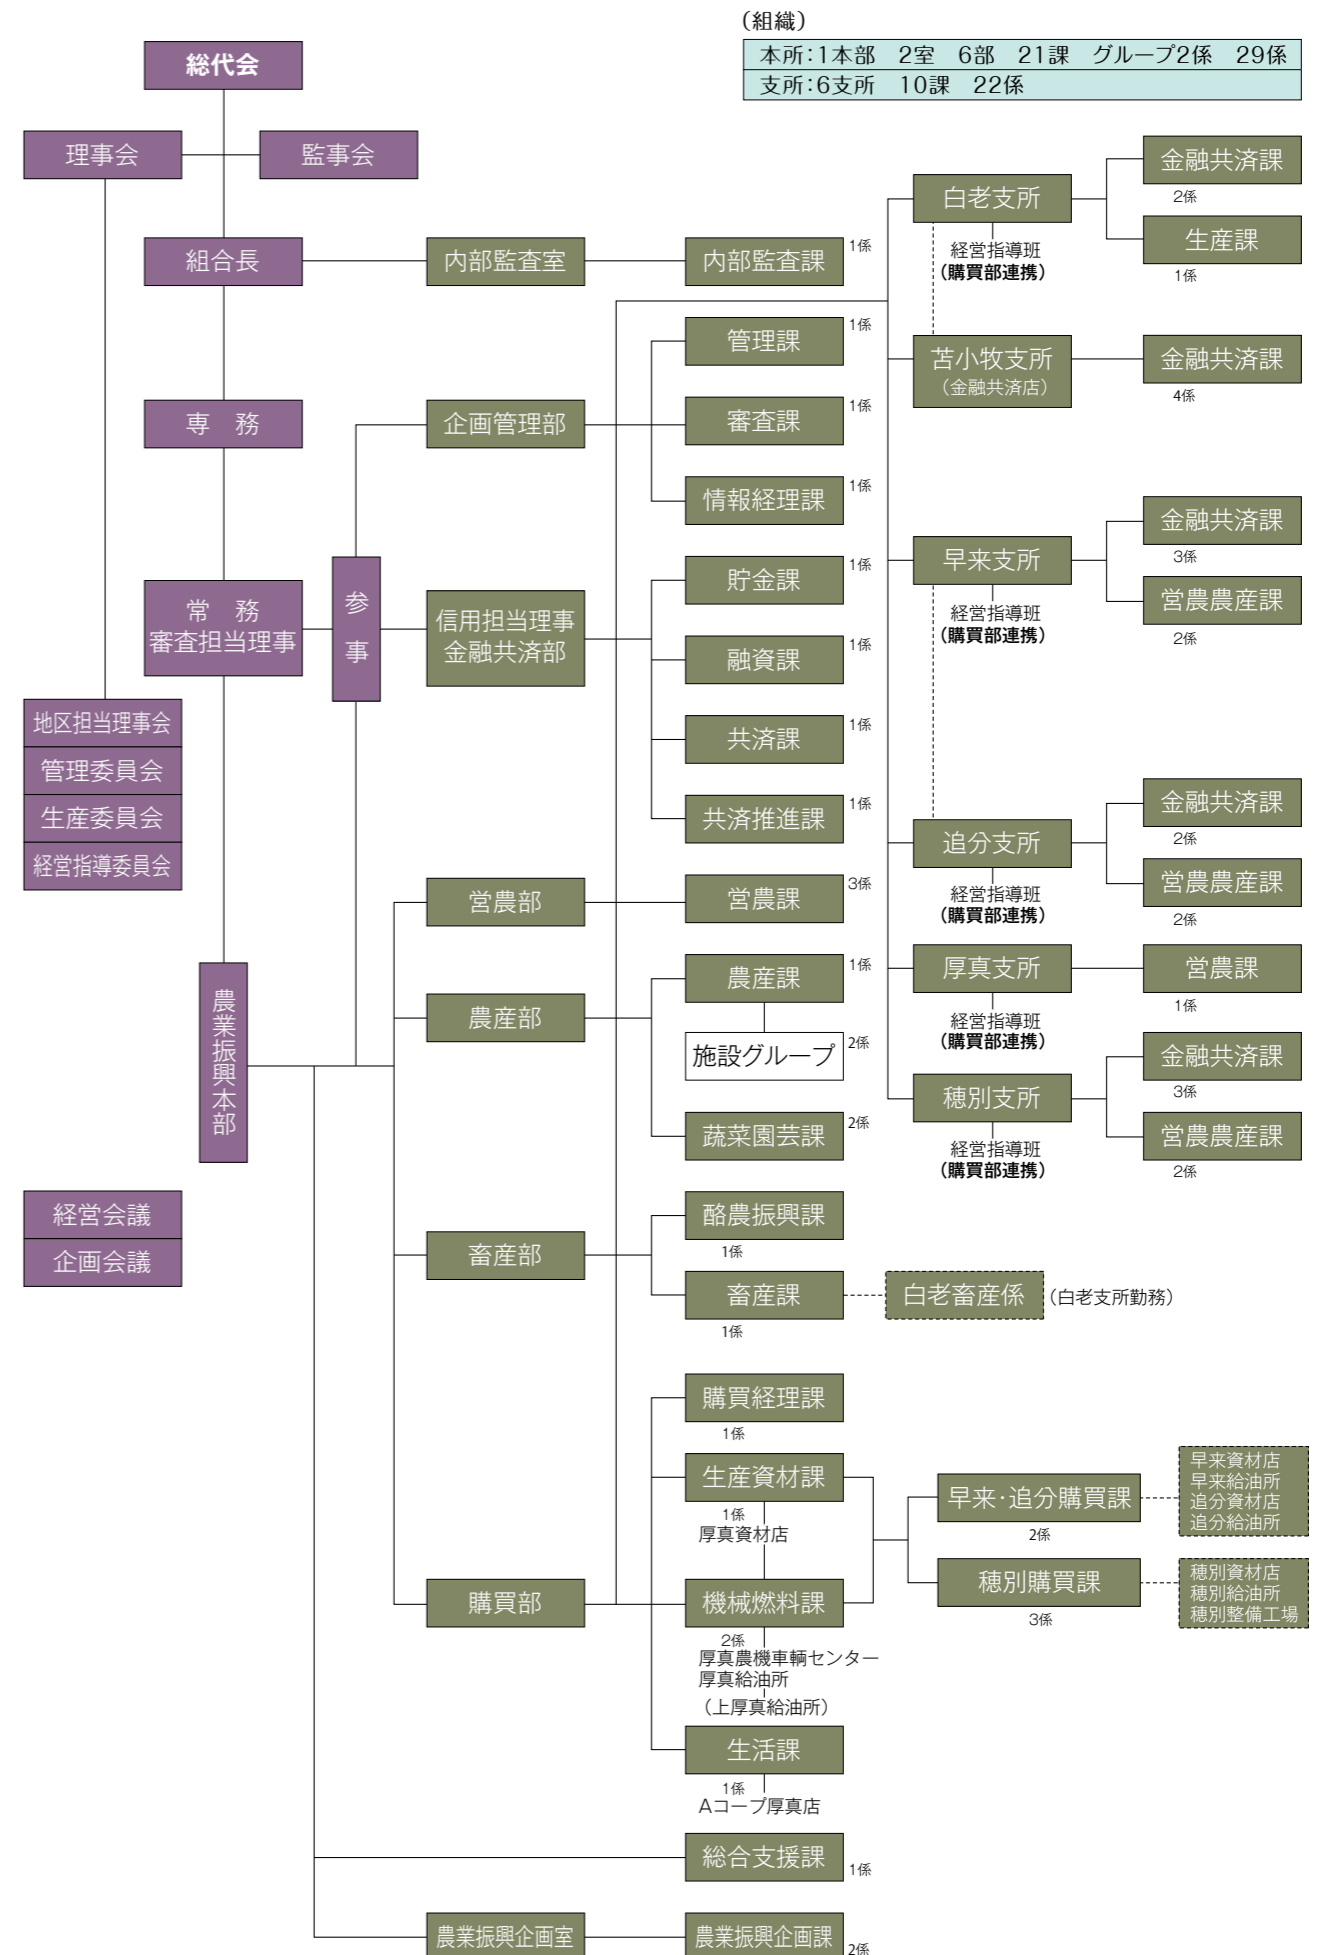 (組織)
本所:1本部 2室 6部 21課 グループ2係 29係
支所:6支所 10課 22係
総代会
理事会
監事会
組合長
内部監査室
内部監査課
1係
専 務
常 務
審査担当理事
参事
地区担当理事会
管理委員会
生産委員会
経営指導委員会
農業振興本部
経営会議
企画会議
企画管理部
管理課
1係
審査課
1係
情報経理課
1係
信用担当理事
金融共済部
貯金課
1係
融資課
1係
共済課
1係
共済推進課
1係
営農部
営農課
3係
農産部
農産課
1係
施設グループ
2係
蔬菜園芸課
2係
畜産部
酪農振興課
1係
畜産課
1係
白老畜産係
(白老支所勤務)
購買部
購買経理課
1係
生産資材課
1係
厚真資材店
機械燃料課
2係
厚真農機車輌センター
厚真給油所
(上厚真給油所)
生活課
1係
Aコープ厚真店
早来・追分購買課
2係
早来資材店
早来給油所
追分資材店
追分給油所
穂別購買課
3係
穂別資材店
穂別給油所
穂別整備工場
総合支援課
1係
農業振興企画室
農業振興企画課
2係
白老支所
経営指導班
(購買部連携)
金融共済課
2係
生産課
1係
苫小牧支所
(金融共済店)
金融共済課
4係
早来支所
経営指導班
(購買部連携)
金融共済課
3係
営農農産課
2係
追分支所
経営指導班
(購買部連携)
金融共済課
2係
営農農産課
2係
厚真支所
経営指導班
(購買部連携)
営農課
1係
穂別支所
経営指導班
(購買部連携)
金融共済課
3係
営農農産課
2係